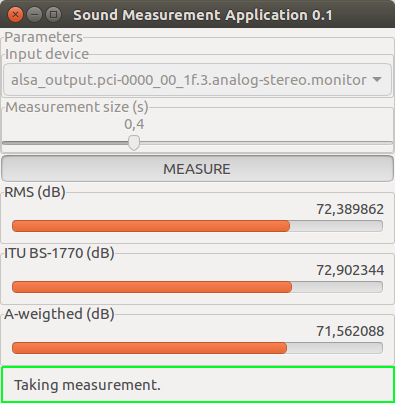 Sound Measurement Application 0.1
Parameters
Input device
alsa_output.pci-0000_00_1f.3.analog-stereo.monitor
Measurement size (s)
0,4
MEASURE
RMS (dB)
72,389862
ITU BS-1770 (dB)
72,902344
A-weigthed (dB)
71,562088
Taking measurement.